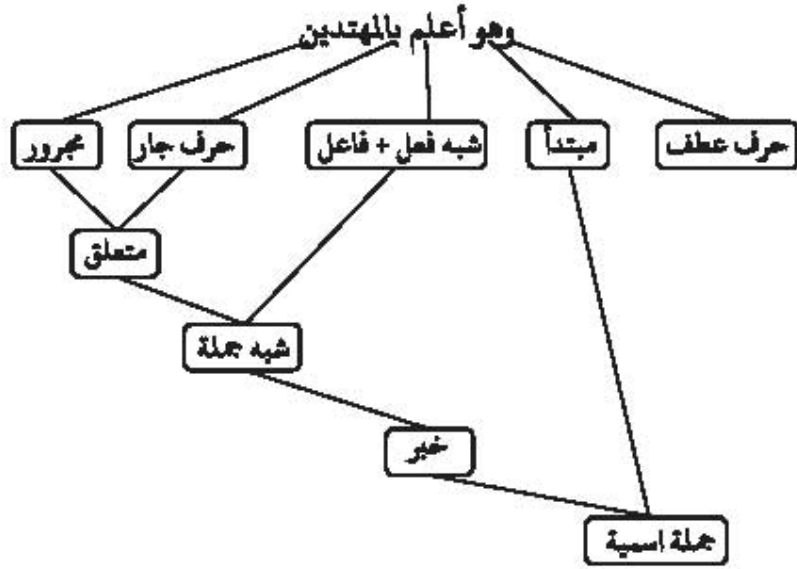 وهو أعلم بالمهتدين
حرف عطف
مبتدأ
شبه فعل + فاعل
حرف جار
مجرور
متعلق
شبه جملة
خبر
جملة اسمية